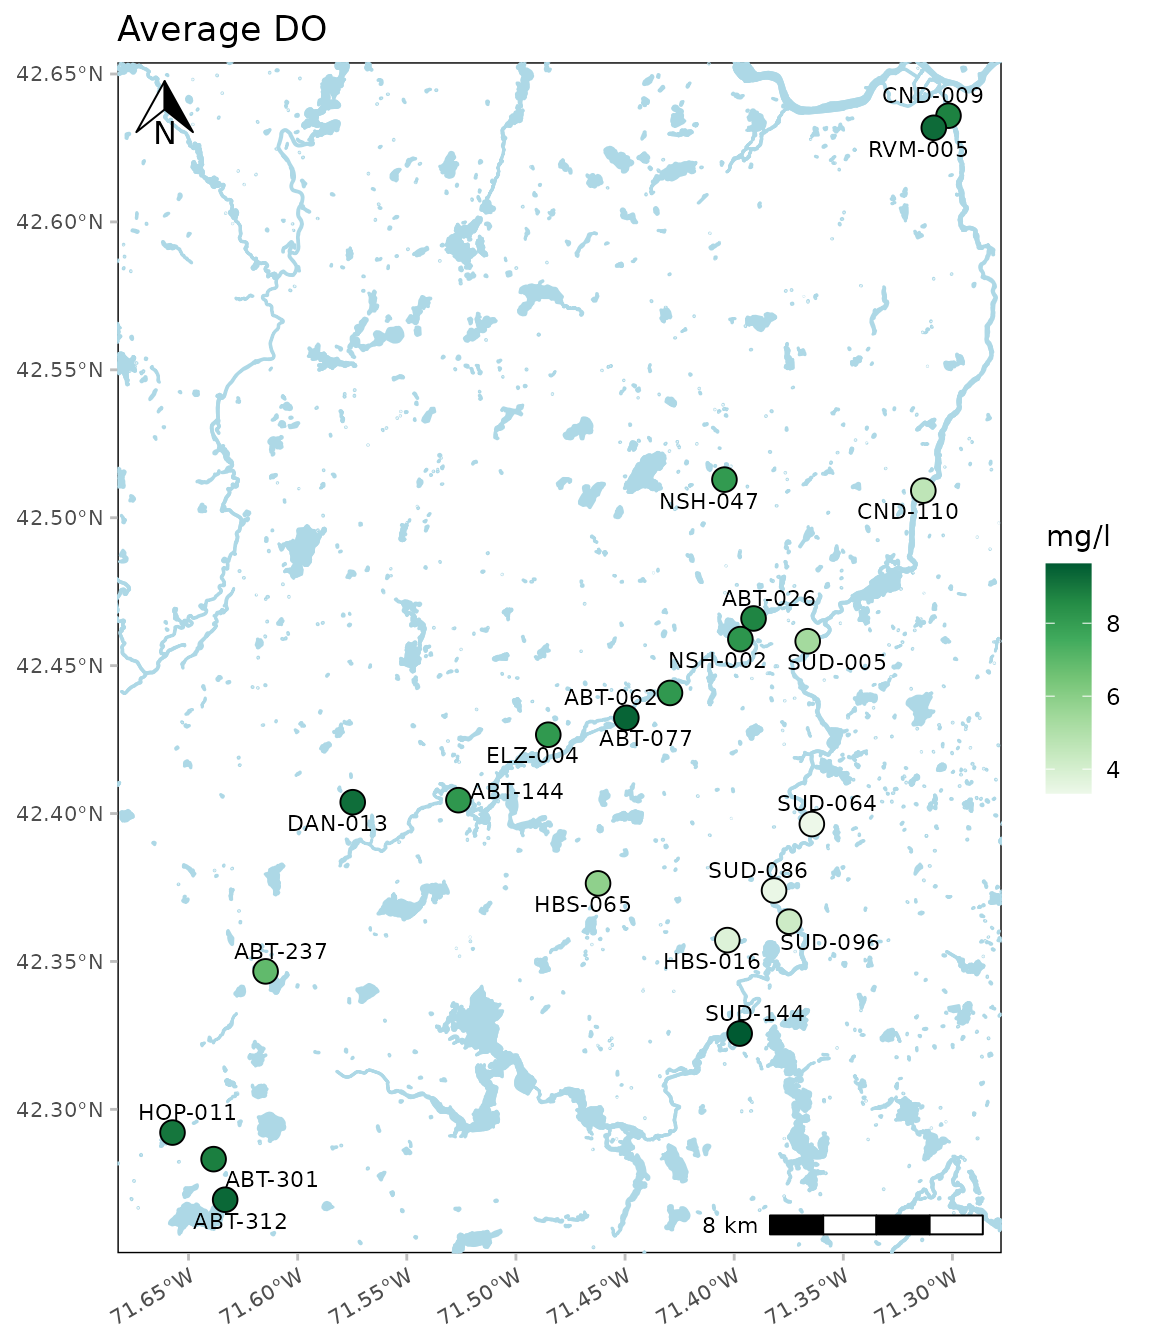 Average DO
42.65°N
42.60°N
42.55°N
42.50°N
42.45°N
42.40°N
42.35°N
42.30°N
N
CND-009
RVM-005
NSH-047
CND-110
ABT-026
NSH-002
SUD-005
ABT-062
ABT-077
ELZ-004
ABT-144
DAN-013
SUD-064
SUD-086
HBS-065
SUD-096
ABT-237
HBS-016
SUD-144
HOP-011
ABT-301
ABT-312
8 km
71.65°W
71.60°W
71.55°W
71.50°W
71.45°W
71.40°W
71.35°W
71.30°W
mg/l
8
6
4